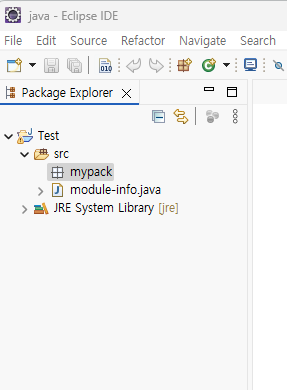 java - Eclipse IDE
File Edit Source Refactor Navigate Search
010
Package Explorer
Test
src
mypack
module-info.java
JRE System Library [jre]